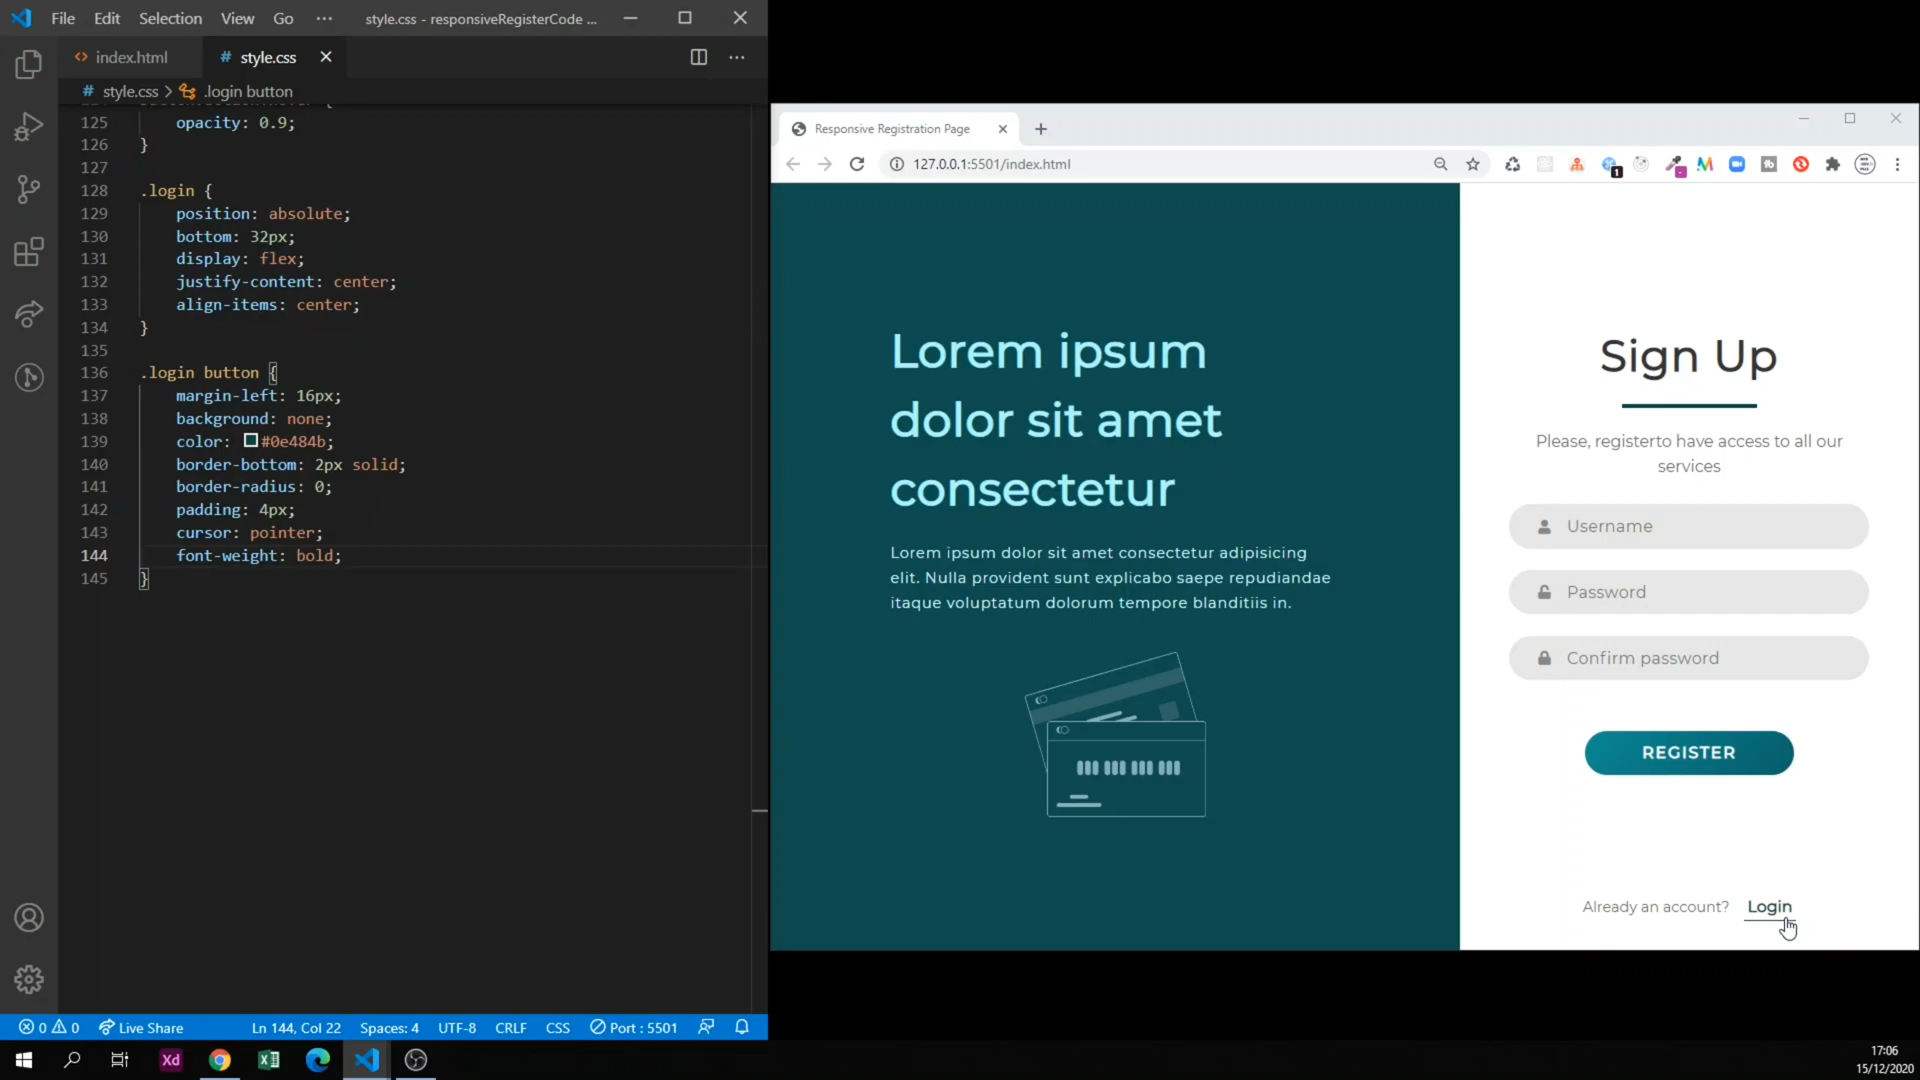 File Edit Selection View Go ··· style.css - responsiveRegisterCode ...
index.html
style.css
style.css > .login button
125 opacity: 0.9;
126 }
127
128 .login {
129 position: absolute;
130 bottom: 32px;
131 display: flex;
132 justify-content: center;
133 align-items: center;
134 }
135
136 .login button {
137 margin-left: 16px;
138 background: none;
139 color: #0e484b;
140 border-bottom: 2px solid;
141 border-radius: 0;
142 padding: 4px;
143 cursor: pointer;
144 font-weight: bold;
145 }
0 0 Live Share Ln 144, Col 22 Spaces: 4 UTF-8 CRLF CSS Port : 5501
Responsive Registration Page
127.0.0.1:5501/index.html
1
Lorem ipsum
dolor sit amet
consectetur
Lorem ipsum dolor sit amet consectetur adipisicing
elit. Nulla provident sunt explicabo saepe repudiandae
itaque voluptatum dolorum tempore blanditiis in.
Sign Up
Please, registerto have access to all our
services
Username
Password
Confirm password
REGISTER
Already an account? Login
Xd
17:06
15/12/2020